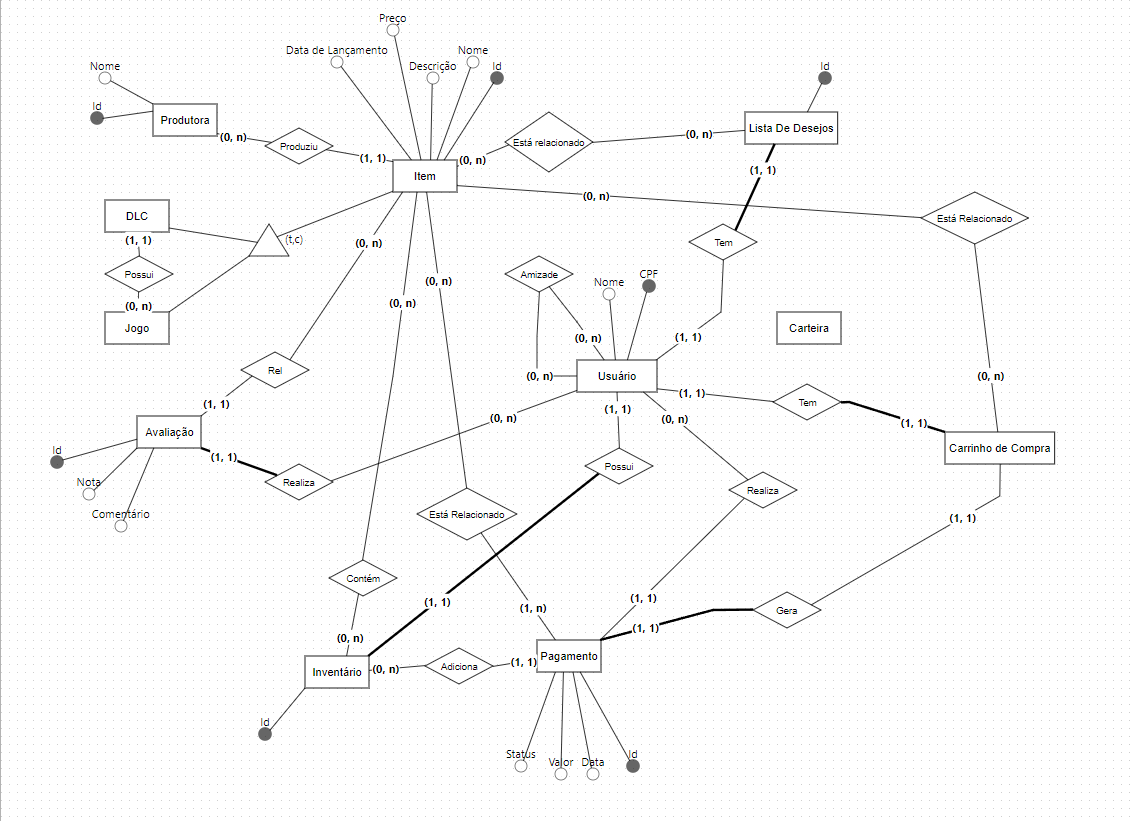 Preço
Data de Lançamento
Nome
Descrição
Id
Nome
Id
Produtora
(0, n)
Produziu
(1, 1)
Item
(0, n)
Está relacionado
(0, n)
Id
Lista De Desejos
(1, 1)
Tem
(1, 1)
(0, n)
Está Relacionado
(0, n)
DLC
(1, 1)
Possui
(0, n)
Jogo
(t,c)
(0, n)
(0, n)
(0, n)
Amizade
Nome
CPF
(0, n)
(0, n)
Usuário
Carteira
(1, 1)
Tem
(1, 1)
Carrinho de Compra
Rel
(1, 1)
Avaliação
Id
Nota
Comentário
(1, 1)
Realiza
(0, n)
(1, 1)
Possui
(0, n)
Realiza
(1, 1)
Está Relacionado
(1, n)
(1, 1)
(1, 1)
Gera
(1, 1)
Contém
(0, n)
Inventário
Id
(0, n)
Adiciona
(1, 1)
Pagamento
Status
Valor
Data
Id